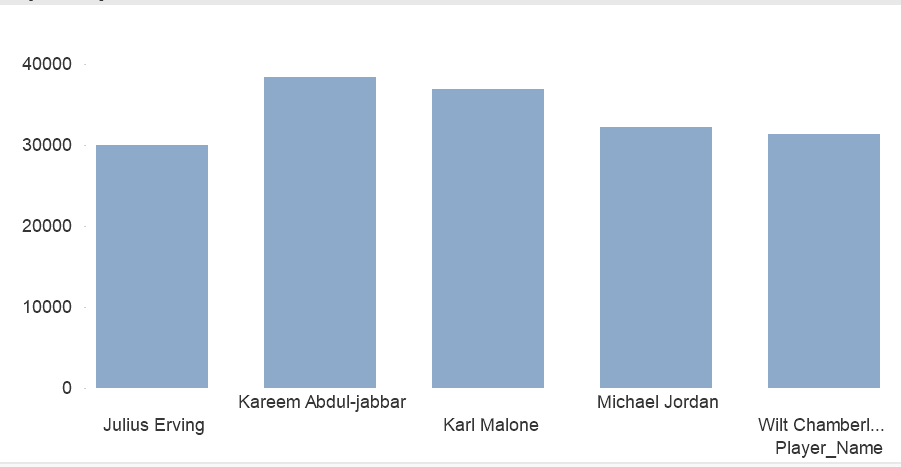 40000
30000
20000
10000
0
Kareem Abdul-jabbar
Michael Jordan
Julius Erving
Karl Malone
Wilt Chamberl...
Player_Name